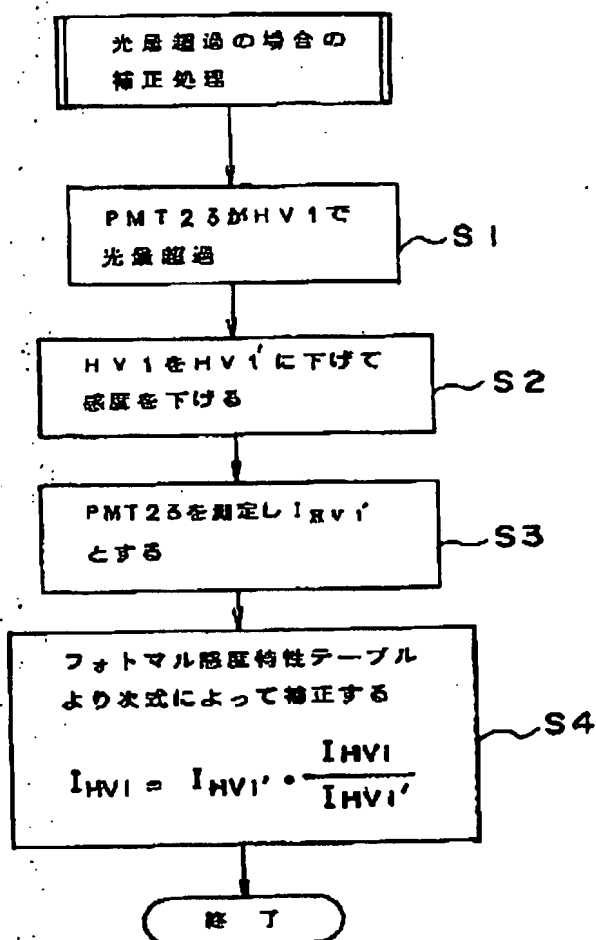 光量超過の場合の
補正処理
PMT23がHV1で
光量超過
S1
HV1をHV1'に下げて
感度を下げる
S2
PMT23を測定しIHV1'
とする
S3
フォトマル感度特性テーブル
より次式によって補正する
S4
IHV1 = IHV1' • IHV1 / IHV1'
終了